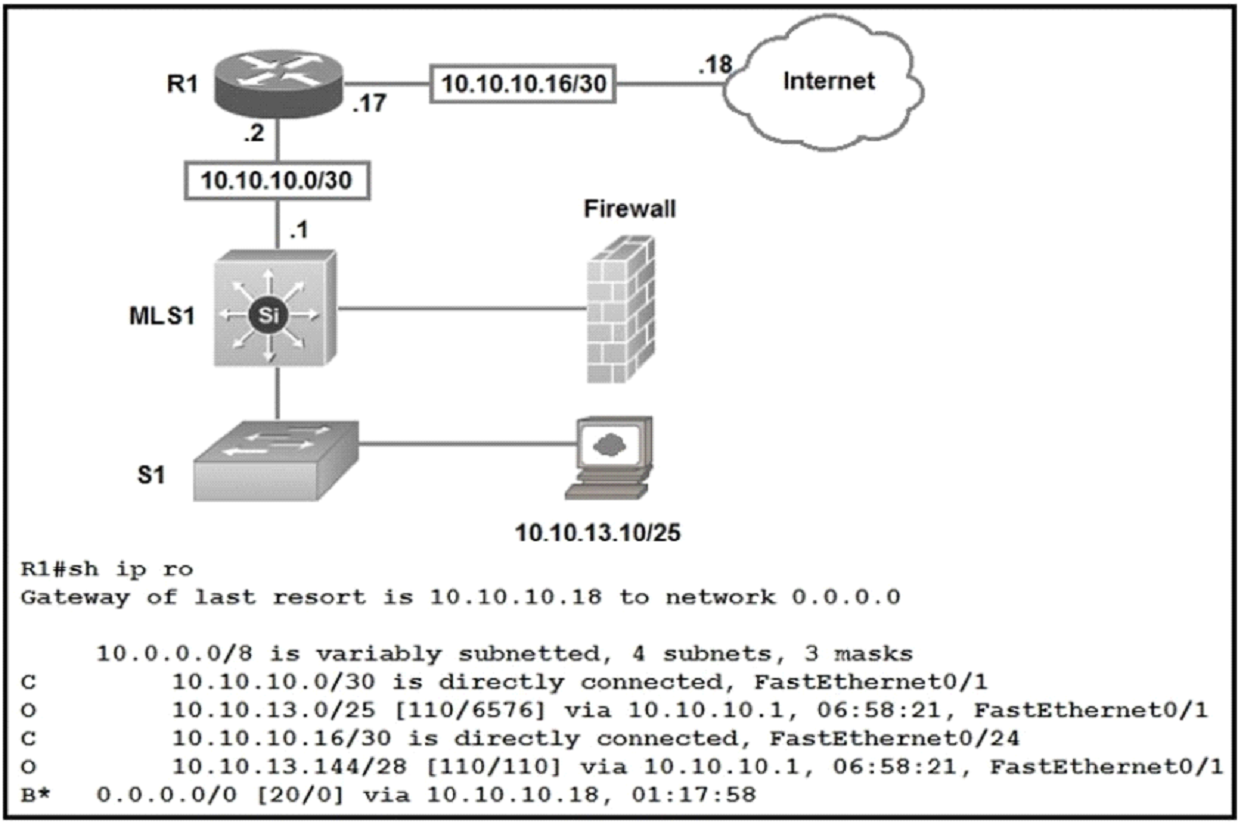 R1
.17
10.10.10.16/30
.18
Internet
.2
10.10.10.0/30
.1
Firewall
MLS1
Si
S1
10.10.13.10/25
R1#sh ip ro
Gateway of last resort is 10.10.10.18 to network 0.0.0.0
10.0.0.0/8 is variably subnetted, 4 subnets, 3 masks
C 10.10.10.0/30 is directly connected, FastEthernet0/1
O 10.10.13.0/25 [110/6576] via 10.10.10.1, 06:58:21, FastEthernet0/1
C 10.10.10.16/30 is directly connected, FastEthernet0/24
O 10.10.13.144/28 [110/110] via 10.10.10.1, 06:58:21, FastEthernet0/1
B* 0.0.0.0/0 [20/0] via 10.10.10.18, 01:17:58